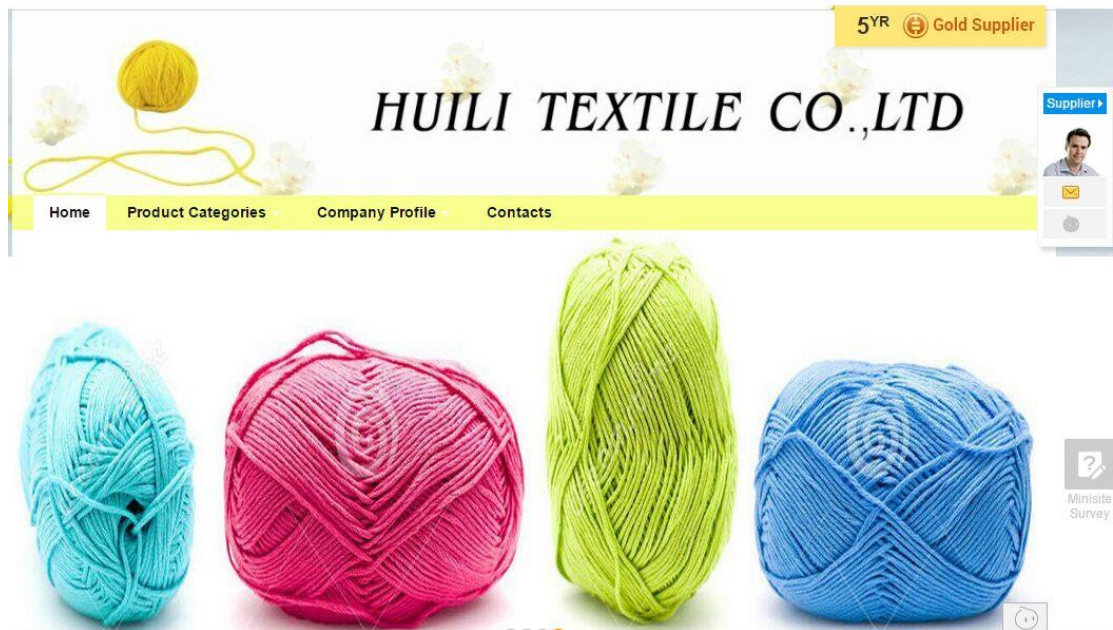 5YR Gold Supplier
HUILI TEXTILE CO.,LTD
Supplier
Home Product Categories Company Profile Contacts
?
Minisite
Survey